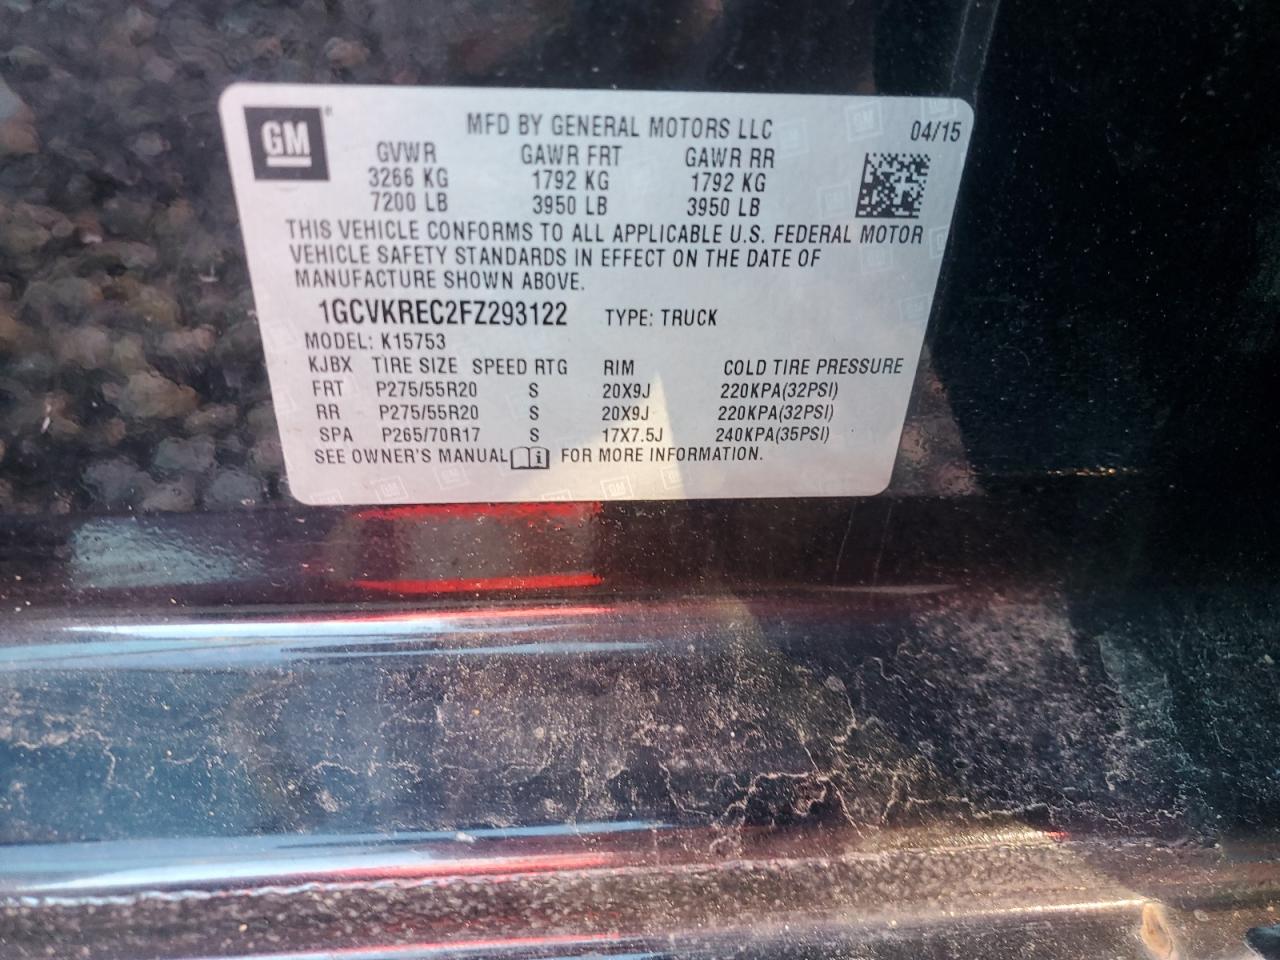 GM ®
MFD BY GENERAL MOTORS LLC 04/15
GVWR GAWR FRT GAWR RR
3266 KG 1792 KG 1792 KG
7200 LB 3950 LB 3950 LB
THIS VEHICLE CONFORMS TO ALL APPLICABLE U.S. FEDERAL MOTOR
VEHICLE SAFETY STANDARDS IN EFFECT ON THE DATE OF
MANUFACTURE SHOWN ABOVE.
1GCVKREC2FZ293122 TYPE: TRUCK
MODEL: K15753
KJBX TIRE SIZE SPEED RTG RIM COLD TIRE PRESSURE
FRT P275/55R20 S 20X9J 220KPA(32PSI)
RR P275/55R20 S 20X9J 220KPA(32PSI)
SPA P265/70R17 S 17X7.5J 240KPA(35PSI)
SEE OWNER'S MANUAL i FOR MORE INFORMATION.